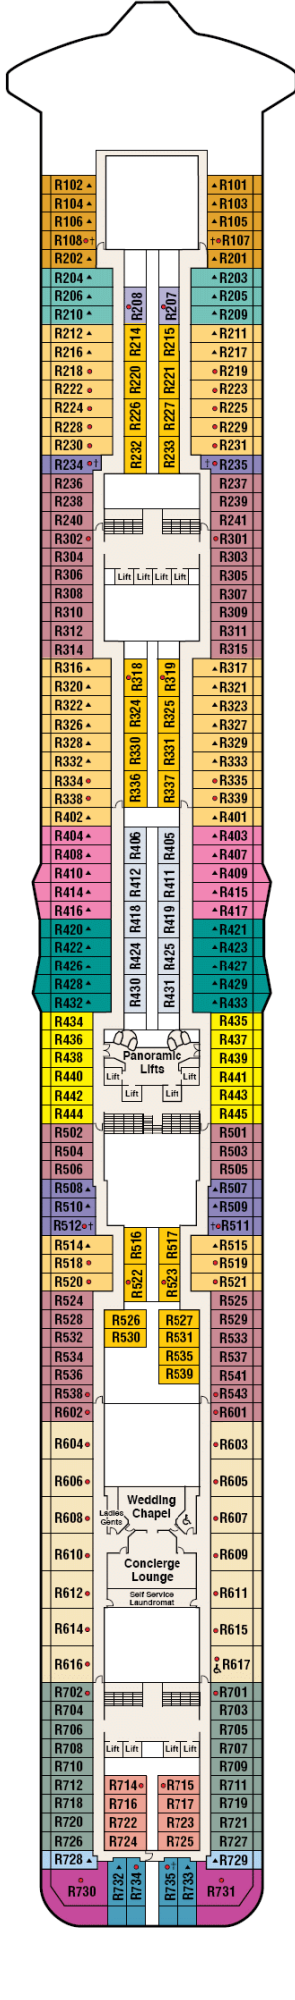 R102 ▲ ▲ R101
R104 ▲ ▲ R103
R106 ▲ ▲ R105
R108 ● † † ● R107
R202 ▲ ▲ R201
R204 ▲ ▲ R203
R206 ▲ R208 R207 ▲ R205
R210 ▲ ▲ R209
R212 ▲ R214 R215 ▲ R211
R216 ▲ ▲ R217
R218 ● R220 R221 ● R219
R222 ● ● R223
R224 ● R226 R227 ● R225
R228 ● ● R229
R230 ● R232 R233 ● R231
R234 ● † † ● R235
R236 R237
R238 R239
R240 R241
R302 ● ● R301
R304 R303
R306 Lift Lift Lift Lift R305
R308 R307
R310 R309
R312 R311
R314 R315
R316 ▲ R318 R319 ▲ R317
R320 ▲ ▲ R321
R322 ▲ R324 R325 ▲ R323
R326 ▲ ▲ R327
R328 ▲ R330 R331 ▲ R329
R332 ▲ ▲ R333
R334 ● R336 R337 ● R335
R338 ● ● R339
R402 ▲ ▲ R401
R404 ▲ R406 R405 ▲ R403
R408 ▲ ▲ R407
R410 ▲ R412 R411 ▲ R409
R414 ▲ ▲ R415
R416 ▲ R418 R419 ▲ R417
R420 ▲ ▲ R421
R422 ▲ R424 R425 ▲ R423
R426 ▲ ▲ R427
R428 ▲ R430 R431 ▲ R429
R432 ▲ ▲ R433
R434 R435
R436 R437
R438 Panoramic R439
Lifts
R440 Lift Lift R441
R442 Lift Lift R443
R444 R445
R502 R501
R504 R503
R506 R505
R508 ▲ ▲ R507
R510 ▲ ▲ R509
R512 ● † † ● R511
R514 ▲ R516 R517 ▲ R515
R518 ● ● R519
R520 ● R522 R523 ● R521
R524 R525
R528 R526 R527 R529
R532 R530 R531 R533
R534 R535 R537
R536 R539 R541
R538 ● ● R543
R602 ● ● R601
R604 ● ● R603
R606 ● ● R605
Wedding
Chapel
R608 ● Ladies ● R607
Gents
R610 ● ● R609
Concierge
Lounge
R612 ● Self Service ● R611
Laundromat
R614 ● ● R615
R616 ● ● R617
R702 ● ● R701
R704 R703
R706 R705
R708 Lift Lift Lift Lift R707
R710 R709
R712 R714 ● ● R715 R711
R718 R716 R717 R719
R720 R722 R723 R721
R726 R724 R725 R727
R728 ▲ ▲ R729
R730 R732 R734 R735 † R733 R731